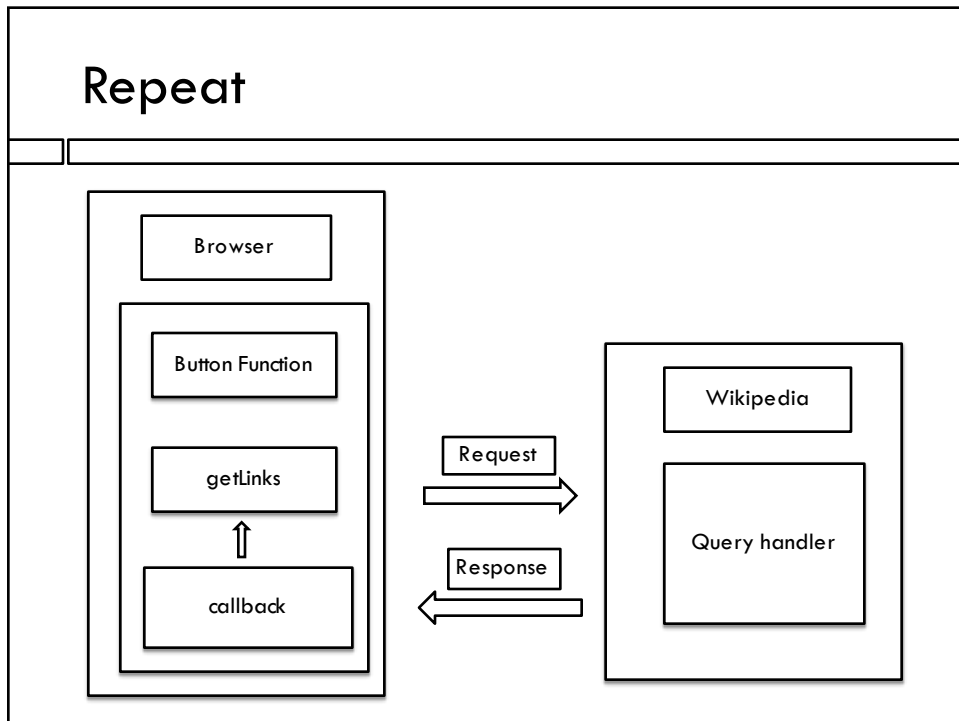 Repeat
Browser
Button Function
getLinks
callback
Request
Response
Wikipedia
Query handler